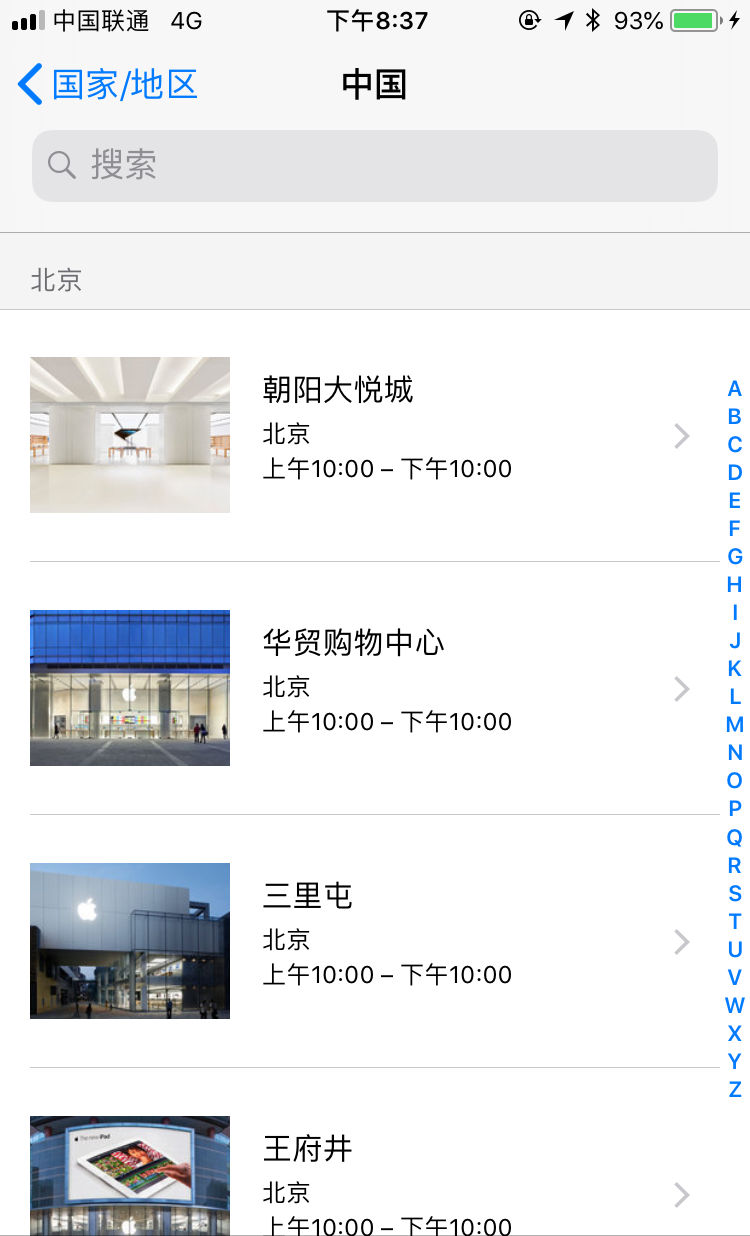 中国联通 4G 下午8:37 93%
国家/地区 中国
搜索
北京
朝阳大悦城
北京
上午10:00 – 下午10:00
华贸购物中心
北京
上午10:00 – 下午10:00
三里屯
北京
上午10:00 – 下午10:00
The new iPad
王府井
北京
上午10:00 – 下午10:00
A
B
C
D
E
F
G
H
I
J
K
L
M
N
O
P
Q
R
S
T
U
V
W
X
Y
Z